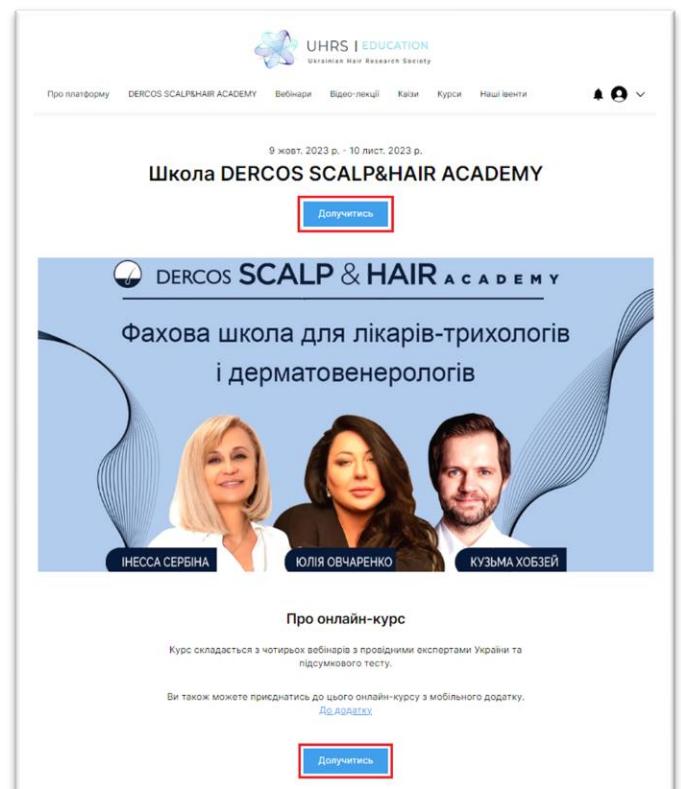 UHRS | EDUCATION
Ukrainian Hair Research Society
Про платформу DERCOS SCALP&HAIR ACADEMY Вебінари Відео-лекції Квізи Курси Наші івенти
9 жовт. 2023 р. - 10 лист. 2023 р.
Школа DERCOS SCALP&HAIR ACADEMY
Долучитись
DERCOS SCALP & HAIR ACADEMY
Фахова школа для лікарів-трихологів
і дерматовенерологів
ІНЕССА СЕРБІНА ЮЛІЯ ОВЧАРЕНКО КУЗЬМА ХОБЗЕЙ
Про онлайн-курс
Курс складається з чотирьох вебінарів з провідними експертами України та
підсумкового тесту.
Ви також можете приєднатись до цього онлайн-курсу з мобільного додатку.
До додатку
Долучитись